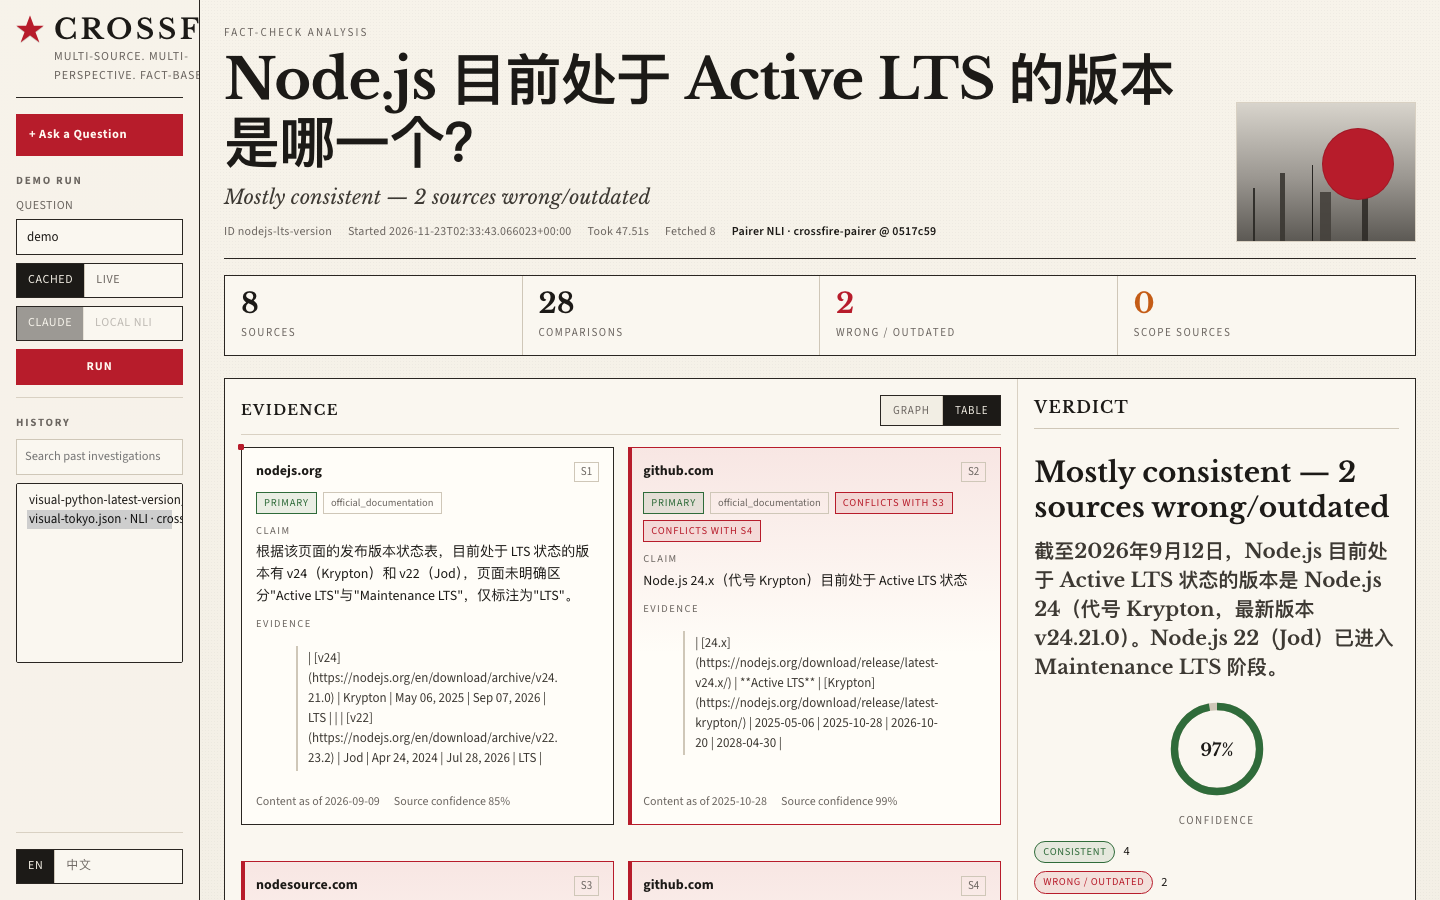 CROSSF
MULTI-SOURCE. MULTI-
PERSPECTIVE. FACT-BASE
+ Ask a Question
DEMO RUN
QUESTION
demo
CACHED LIVE
CLAUDE LOCAL NLI
RUN
HISTORY
Search past investigations
visual-python-latest-version
visual-tokyo.json · NLI · cross
EN 中文
FACT-CHECK ANALYSIS
Node.js 目前处于 Active LTS 的版本
是哪一个?
Mostly consistent — 2 sources wrong/outdated
ID nodejs-lts-version Started 2026-11-23T02:33:43.066023+00:00 Took 47.51s Fetched 8 Pairer NLI · crossfire-pairer @ 0517c59
8
SOURCES
28
COMPARISONS
2
WRONG / OUTDATED
0
SCOPE SOURCES
EVIDENCE
GRAPH TABLE
nodejs.org S1
PRIMARY official_documentation
CLAIM
根据该页面的发布版本状态表，目前处于 LTS 状态的版
本有 v24（Krypton）和 v22（Jod），页面未明确区
分"Active LTS"与"Maintenance LTS"，仅标注为"LTS"。
EVIDENCE
| [v24]
(https://nodejs.org/en/download/archive/v24.
21.0) | Krypton | May 06, 2025 | Sep 07, 2026 |
LTS | | | [v22]
(https://nodejs.org/en/download/archive/v22.
23.2) | Jod | Apr 24, 2024 | Jul 28, 2026 | LTS |
Content as of 2026-09-09 Source confidence 85%
github.com S2
PRIMARY official_documentation CONFLICTS WITH S3
CONFLICTS WITH S4
CLAIM
Node.js 24.x（代号 Krypton）目前处于 Active LTS 状态
EVIDENCE
| [24.x]
(https://nodejs.org/download/release/latest-
v24.x/) | **Active LTS** | [Krypton]
(https://nodejs.org/download/release/latest-
krypton/) | 2025-05-06 | 2025-10-28 | 2026-10-
20 | 2028-04-30 |
Content as of 2025-10-28 Source confidence 99%
nodesource.com S3
github.com S4
VERDICT
Mostly consistent — 2
sources wrong/outdated
截至2026年9月12日，Node.js 目前处
于 Active LTS 状态的版本是 Node.js
24（代号 Krypton，最新版本
v24.21.0）。Node.js 22（Jod）已进入
Maintenance LTS 阶段。
97%
CONFIDENCE
CONSISTENT 4
WRONG / OUTDATED 2